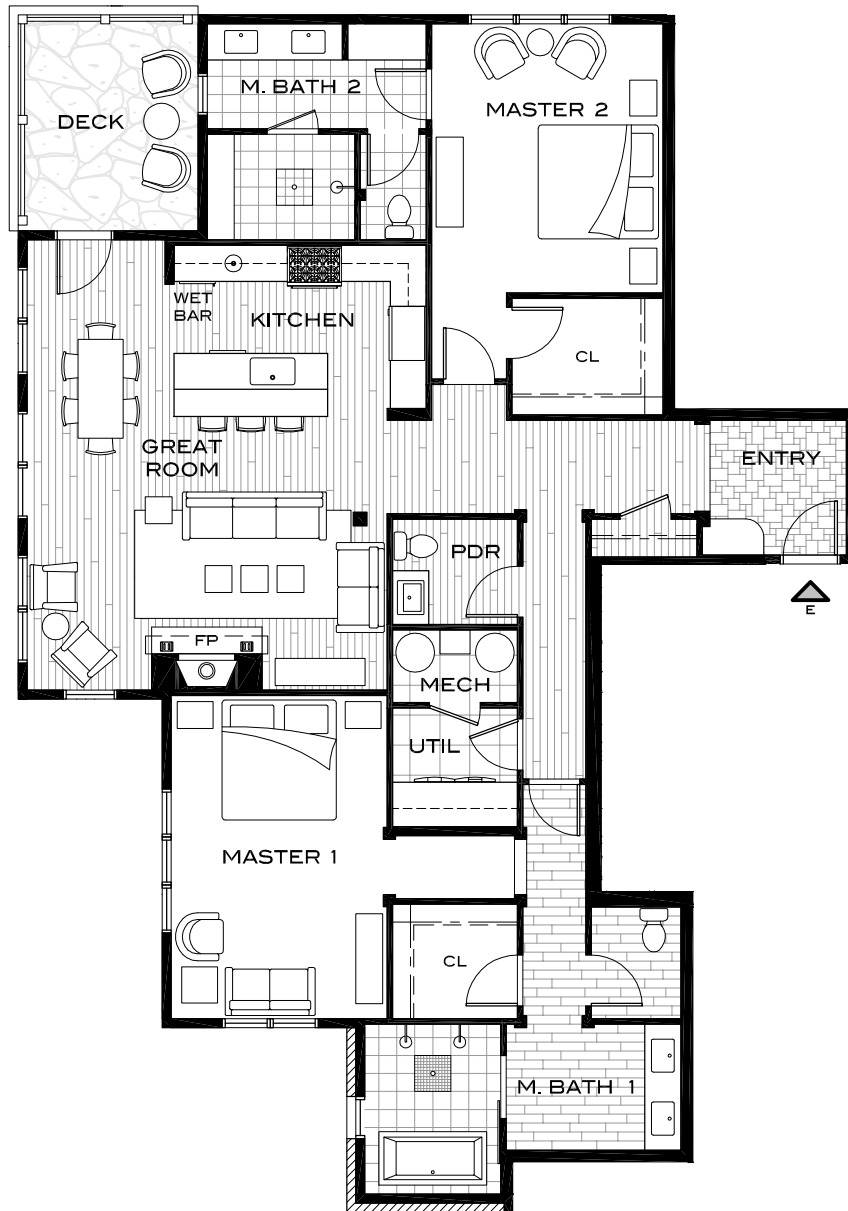 M. BATH 2
MASTER 2
DECK
WET
BAR
KITCHEN
CL
GREAT
ROOM
ENTRY
PDR
E
FP
MECH
UTIL
MASTER 1
CL
M. BATH 1